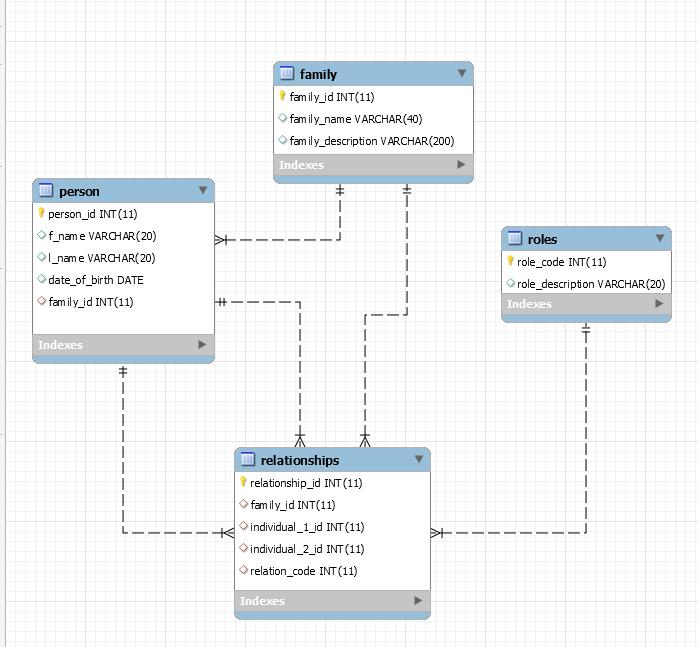 family
family_id INT(11)
family_name VARCHAR(40)
family_description VARCHAR(200)
Indexes
person
person_id INT(11)
f_name VARCHAR(20)
l_name VARCHAR(20)
date_of_birth DATE
family_id INT(11)
Indexes
roles
role_code INT(11)
role_description VARCHAR(20)
Indexes
relationships
relationship_id INT(11)
family_id INT(11)
individual_1_id INT(11)
individual_2_id INT(11)
relation_code INT(11)
Indexes